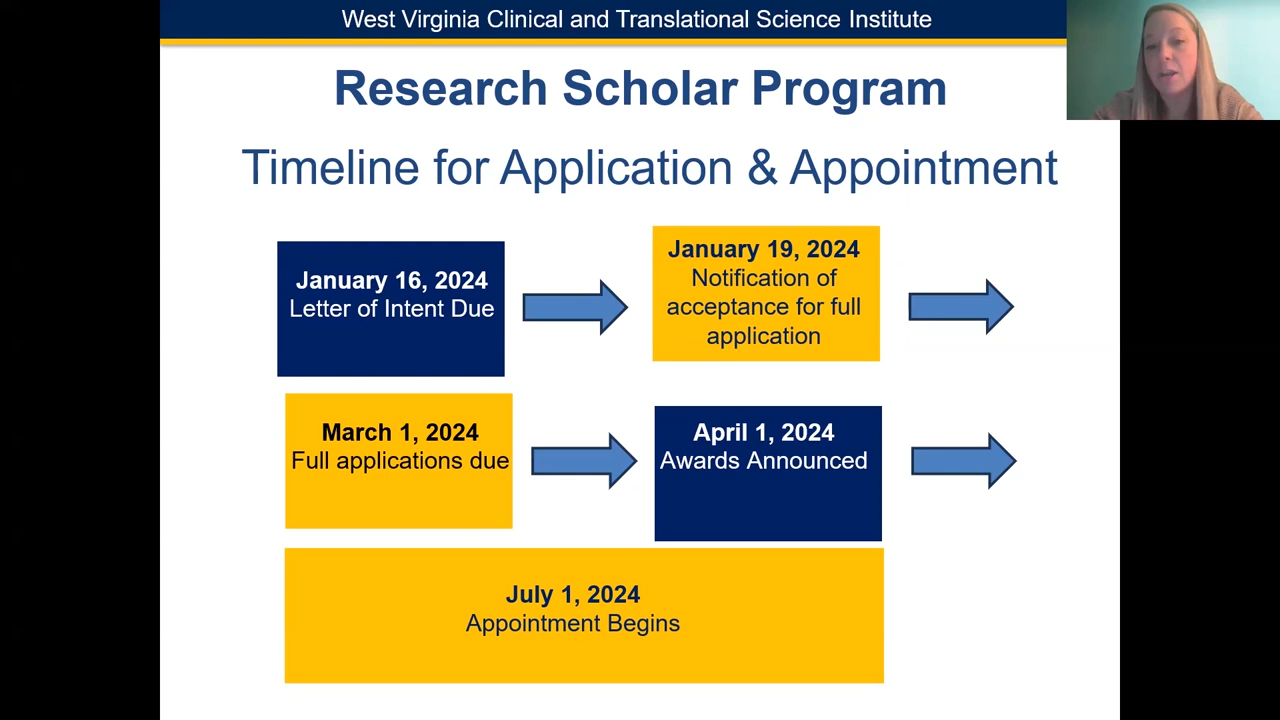 West Virginia Clinical and Translational Science Institute
Research Scholar Program
Timeline for Application & Appointment
January 16, 2024
Letter of Intent Due
January 19, 2024
Notification of
acceptance for full
application
March 1, 2024
Full applications due
April 1, 2024
Awards Announced
July 1, 2024
Appointment Begins